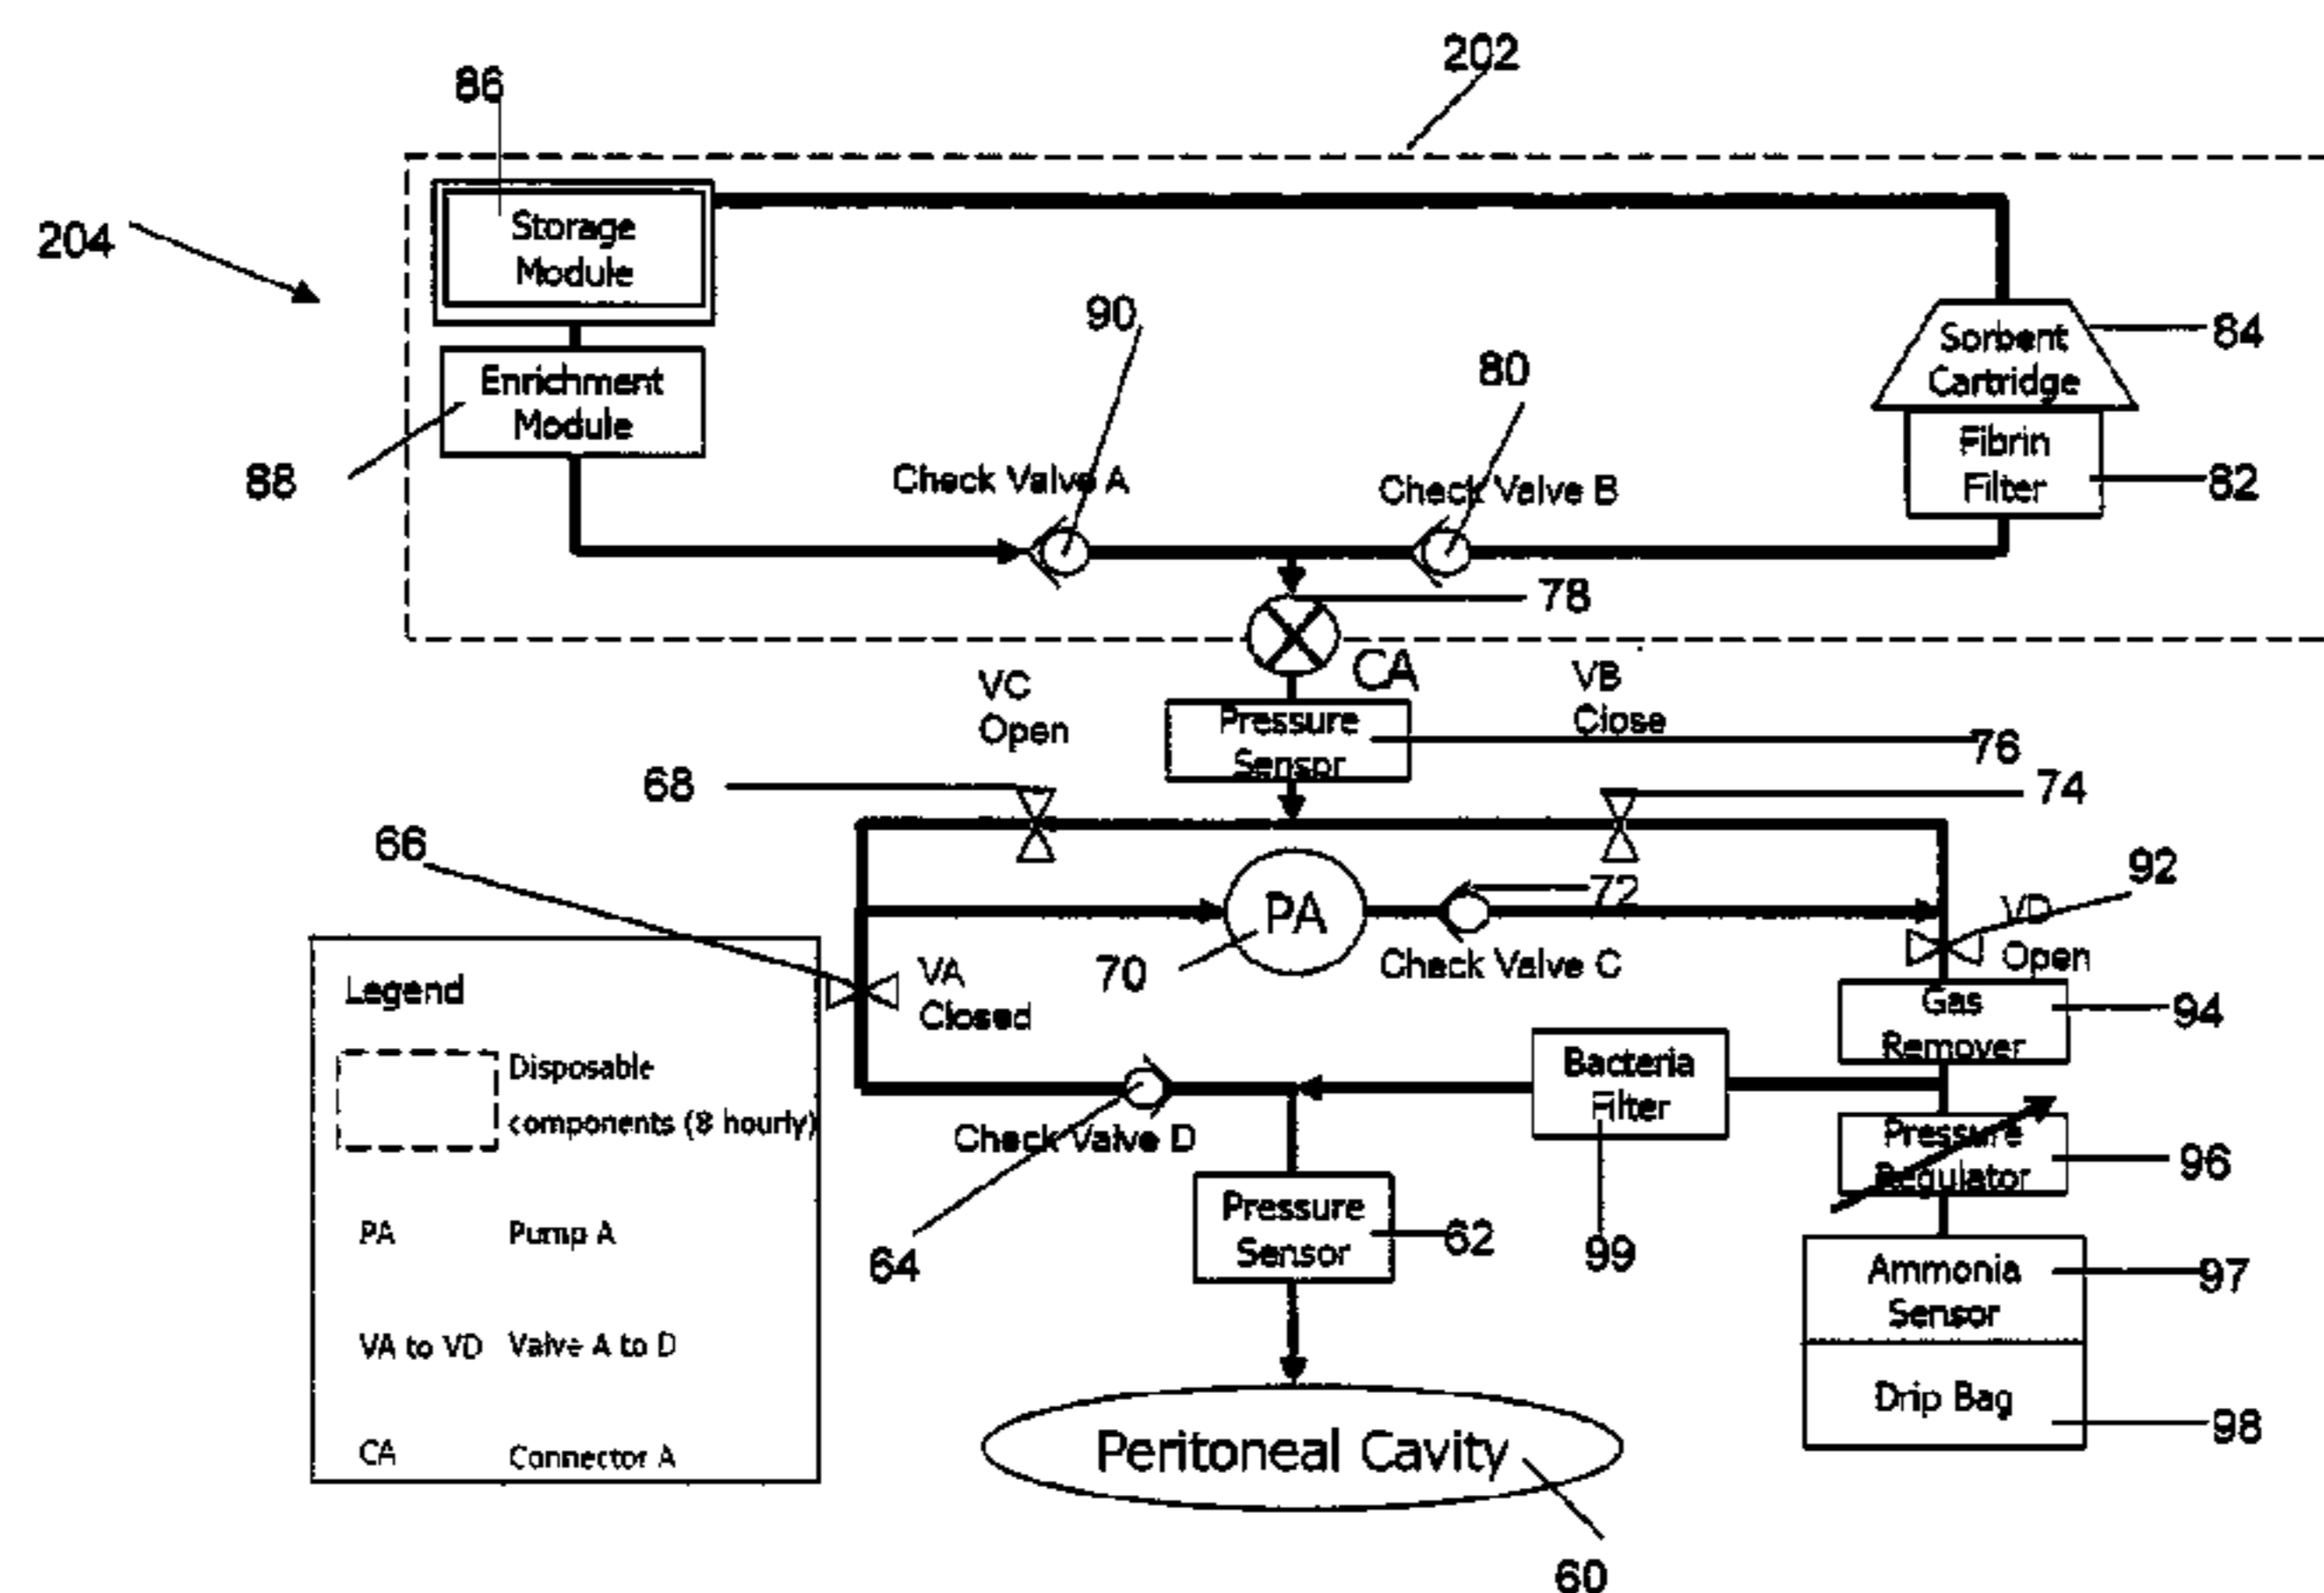 202
86
204
Storage
Module
90
84
Sorbent
Cartridge
80
Enrichment
Module
88
Check Valve A
Check Valve B
Fibrin
Filter
82
78
CA
VC
Open
VB
Close
Pressure
Sensor
76
68
74
66
72
92
PA
VD
Open
70
Check Valve C
VA
Closed
Gas
Remover
94
Bacteria
Filter
Pressure
Regulator
96
Check Valve D
64
Pressure
Sensor
62
99
Ammonia
Sensor
97
Drip Bag
98
Peritoneal Cavity
60
Legend
Disposable
components (8 hourly)
PA Pump A
VA to VD Valve A to D
CA Connector A